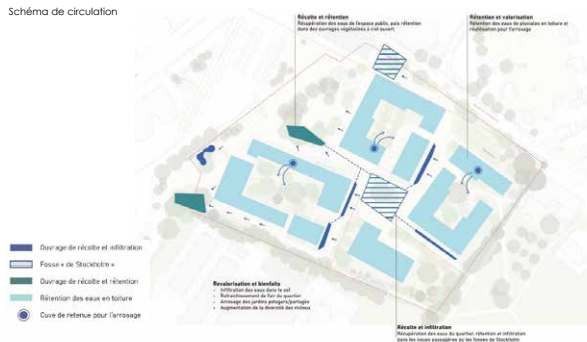 Schéma de circulation
Récolte et rétention
Récupération des eaux de l'espace public, puis rétention
dans des ouvrages végétalisés à ciel ouvert.
Rétention et valorisation
Rétention des eaux de pluviales en toiture et
réutilisation pour l'arrosage
Ouvrage de récolte et infiltration
Fosse « de Stockholm »
Ouvrage de récolte et rétention
Rétention des eaux en toiture
Cuve de retenue pour l'arrosage
Revalorisation et bienfaits
- Infiltration des eaux dans le sol
- Rafraîchissement de l'air du quartier
- Arrosage des jardins potagers/partagés
- Augmentation de la diversité des milieux
Récolte et infiltration
Récupération des eaux du quartier, rétention et infiltration
dans les noues paysagères ou les fosses de Stockholm